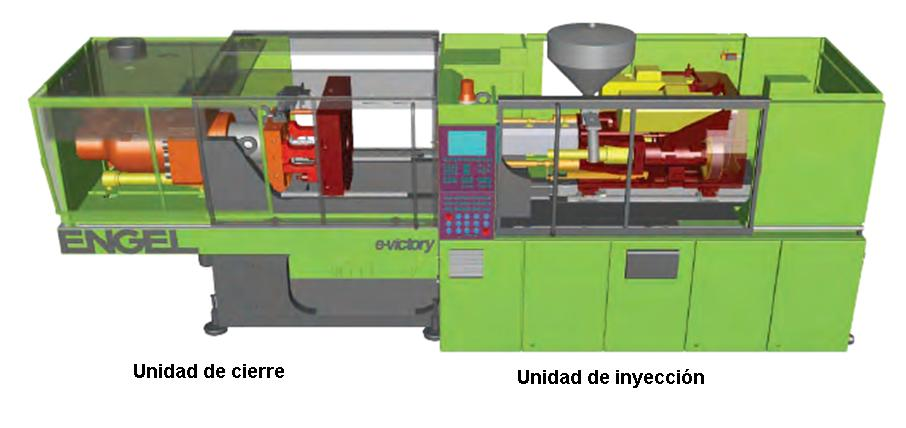 ENGEL
e-victory
Unidad de cierre
Unidad de inyección